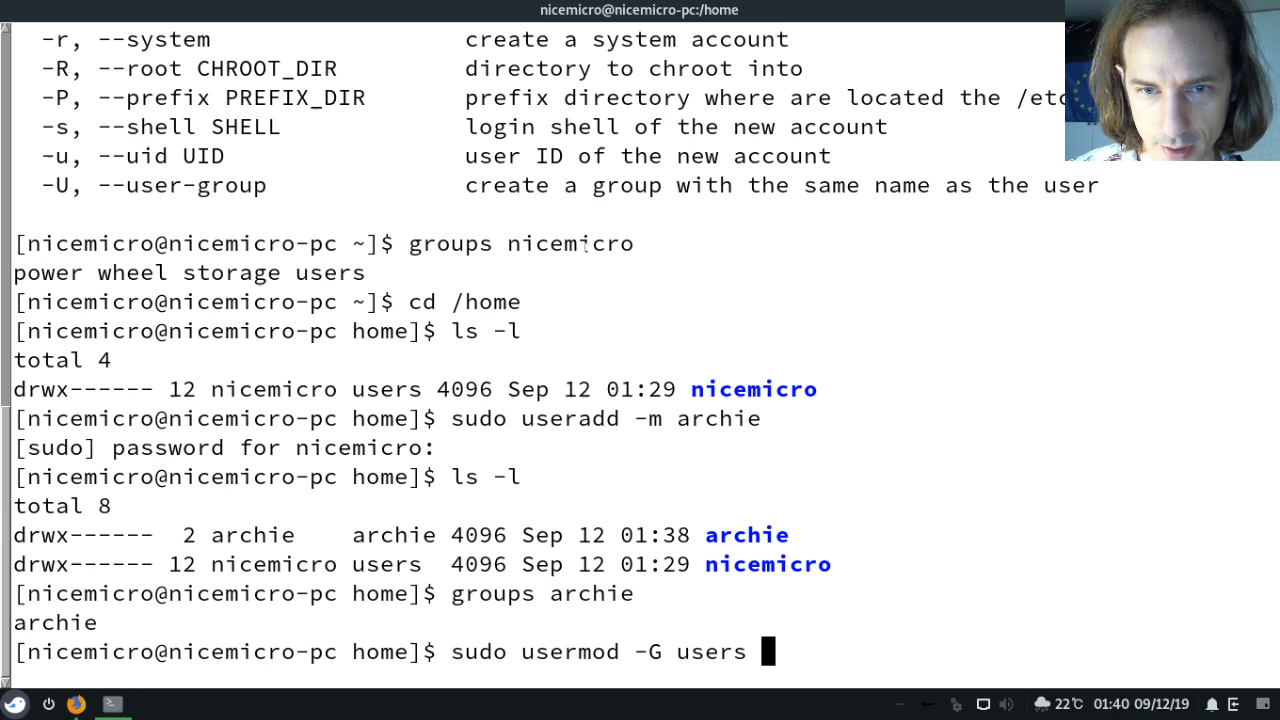 nicemicro@nicemicro-pc:/home
-r, --system create a system account
-R, --root CHROOT_DIR directory to chroot into
-P, --prefix PREFIX_DIR prefix directory where are located the /etc
-s, --shell SHELL login shell of the new account
-u, --uid UID user ID of the new account
-U, --user-group create a group with the same name as the user
[nicemicro@nicemicro-pc ~]$ groups nicemicro
power wheel storage users
[nicemicro@nicemicro-pc ~]$ cd /home
[nicemicro@nicemicro-pc home]$ ls -l
total 4
drwx------ 12 nicemicro users 4096 Sep 12 01:29 nicemicro
[nicemicro@nicemicro-pc home]$ sudo useradd -m archie
[sudo] password for nicemicro:
[nicemicro@nicemicro-pc home]$ ls -l
total 8
drwx------ 2 archie archie 4096 Sep 12 01:38 archie
drwx------ 12 nicemicro users 4096 Sep 12 01:29 nicemicro
[nicemicro@nicemicro-pc home]$ groups archie
archie
[nicemicro@nicemicro-pc home]$ sudo usermod -G users
22℃ 01:40 09/12/19